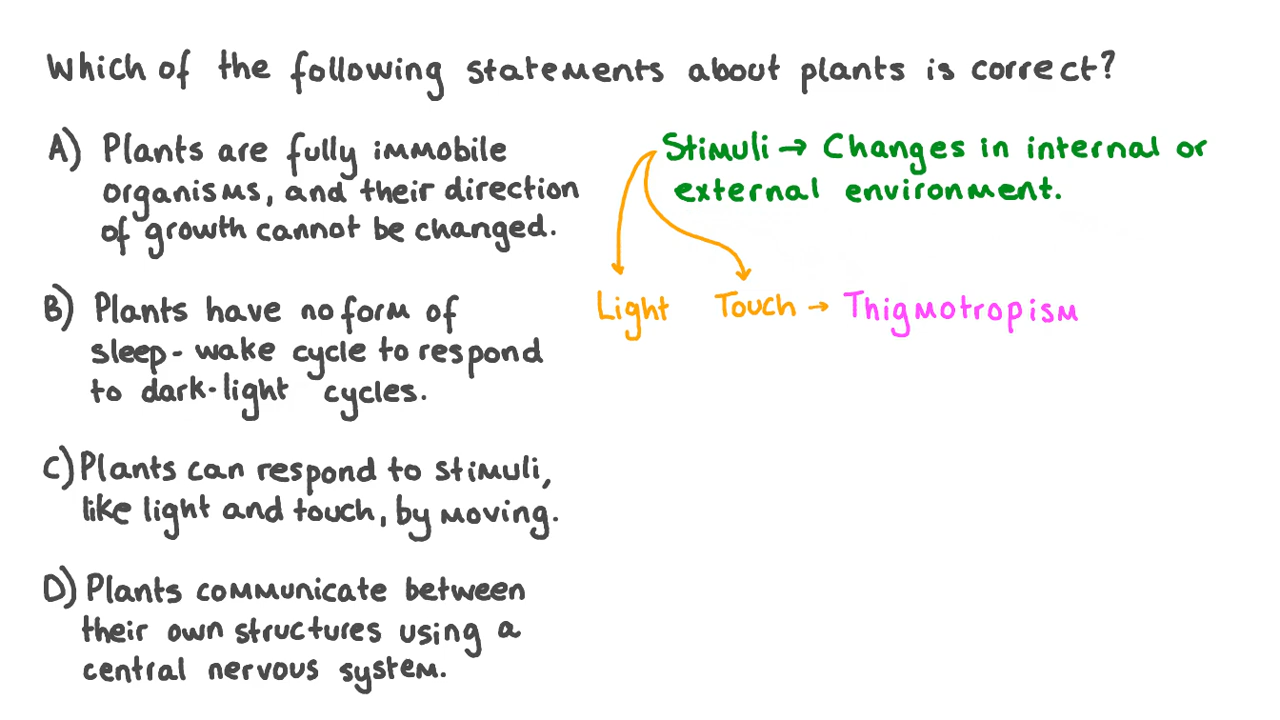 Which of the following statements about plants is correct?
A) Plants are fully immobile
organisms, and their direction
of growth cannot be changed.
Stimuli → Changes in internal or
external environment.
Light Touch → Thigmotropism
B) Plants have no form of
sleep-wake cycle to respond
to dark-light cycles.
C) Plants can respond to stimuli,
like light and touch, by moving.
D) Plants communicate between
their own structures using a
central nervous system.